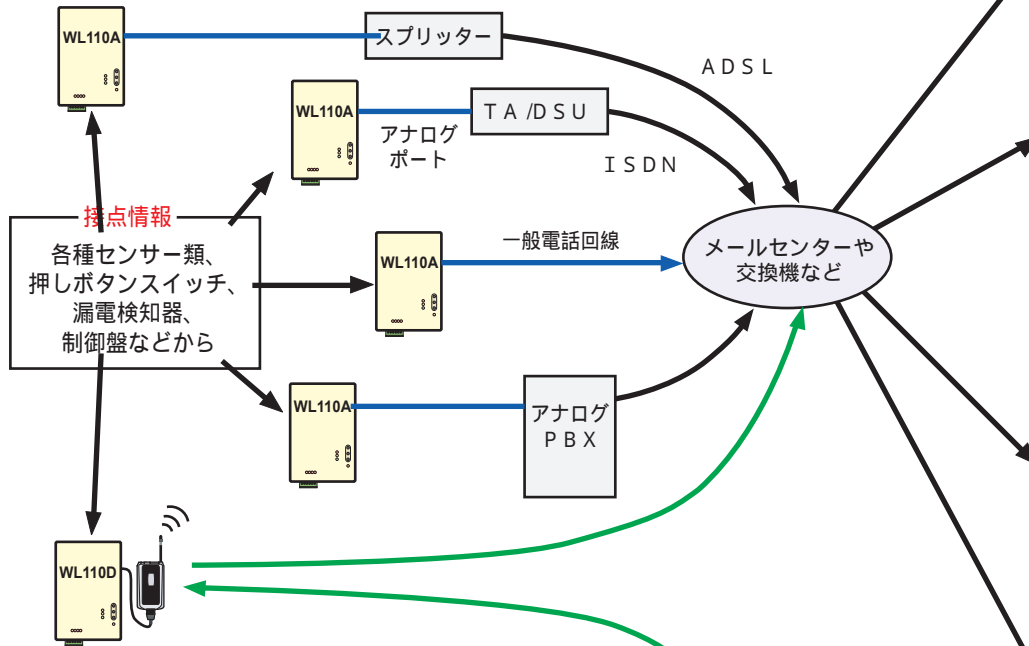 WL110A
スプリッター
ＡＤＳＬ
WL110A
アナログ
ポート
ＴＡ/ＤＳＵ
ＩＳＤＮ
接点情報
各種センサー類、
押しボタンスイッチ、
漏電検知器、
制御盤などから
WL110A
一般電話回線
メールセンターや
交換機など
WL110A
アナログ
ＰＢＸ
WL110D